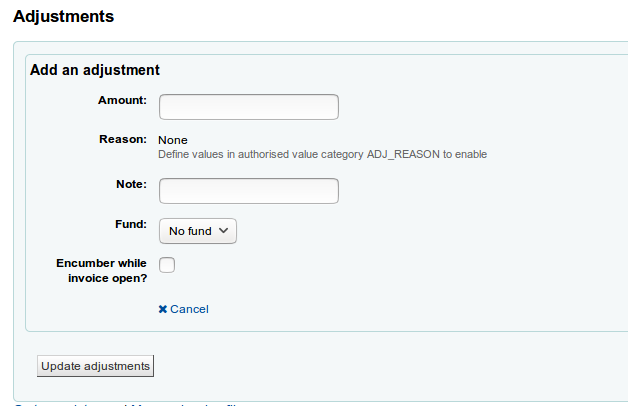 Adjustments
Add an adjustment
Amount:
Reason: None
Define values in authorised value category ADJ_REASON to enable
Note:
Fund: No fund
Encumber while
invoice open?
✖ Cancel
Update adjustments